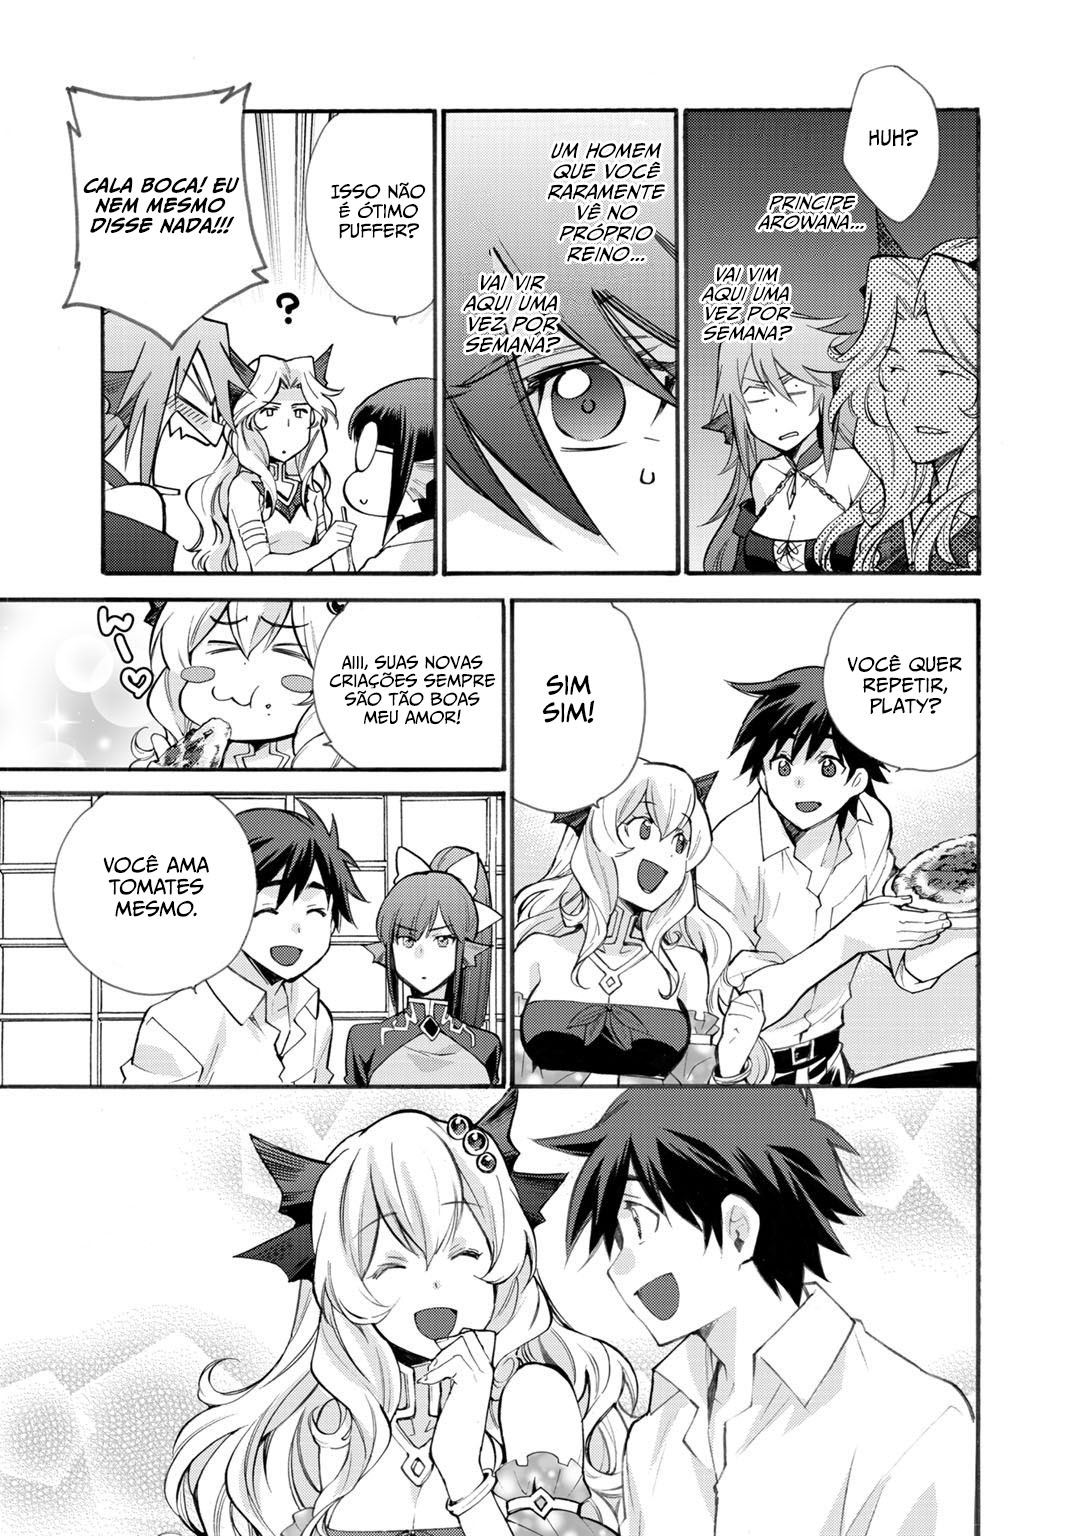 HUH?
PRINCIPE
AROWANA...
VAI VIM
AQUI UMA
VEZ POR
SEMANA?
UM HOMEM
QUE VOCÊ
RARAMENTE
VÊ NO
PRÓPRIO
REINO...
VAI VIR
AQUI UMA
VEZ POR
SEMANA?
ISSO NÃO
É ÓTIMO
PUFFER?
?
CALA BOCA! EU
NEM MESMO
DISSE NADA!!!
VOCÊ QUER
REPETIR,
PLATY?
SIM
SIM!
AIII, SUAS NOVAS
CRIAÇÕES SEMPRE
SÃO TÃO BOAS
MEU AMOR!
VOCÊ AMA
TOMATES
MESMO.